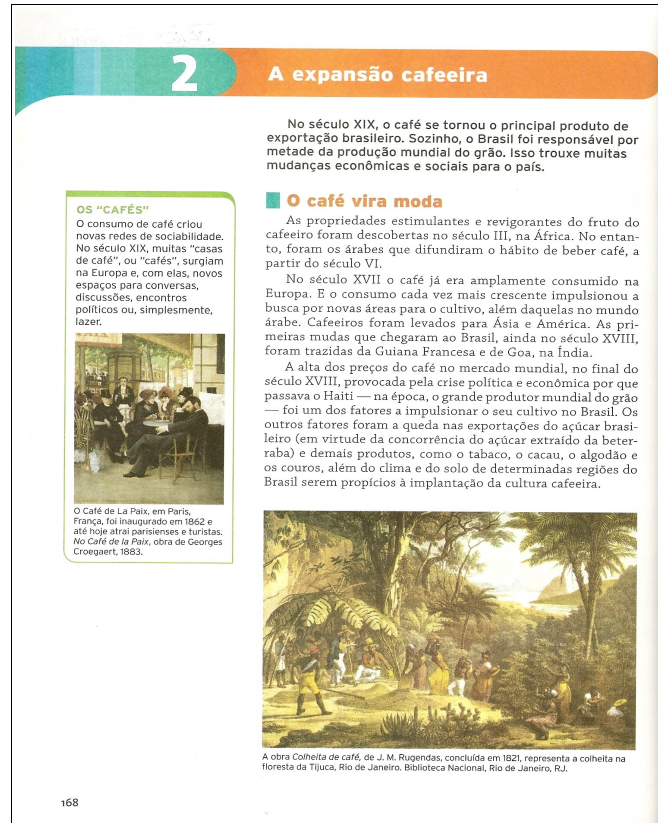 2
A expansão cafeeira
No século XIX, o café se tornou o principal produto de
exportação brasileiro. Sozinho, o Brasil foi responsável por
metade da produção mundial do grão. Isso trouxe muitas
mudanças econômicas e sociais para o país.
OS "CAFÉS"
O consumo de café criou
novas redes de sociabilidade.
No século XIX, muitas "casas
de café", ou "cafés", surgiam
na Europa e, com elas, novos
espaços para conversas,
discussões, encontros
políticos ou, simplesmente,
lazer.
O Café de La Paix, em Paris,
França, foi inaugurado em 1862 e
até hoje atrai parisienses e turistas.
No Café de la Paix, obra de Georges
Croegaert, 1883.
O café vira moda
As propriedades estimulantes e revigorantes do fruto do
cafeeiro foram descobertas no século III, na África. No entan-
to, foram os árabes que difundiram o hábito de beber café, a
partir do século VI.
No século XVII o café já era amplamente consumido na
Europa. E o consumo cada vez mais crescente impulsionou a
busca por novas áreas para o cultivo, além daquelas no mundo
árabe. Cafeeiros foram levados para Ásia e América. As pri-
meiras mudas que chegaram ao Brasil, ainda no século XVIII,
foram trazidas da Guiana Francesa e de Goa, na Índia.
A alta dos preços do café no mercado mundial, no final do
século XVIII, provocada pela crise política e econômica por que
passava o Haiti — na época, o grande produtor mundial do grão
— foi um dos fatores a impulsionar o seu cultivo no Brasil. Os
outros fatores foram a queda nas exportações do açúcar brasi-
leiro (em virtude da concorrência do açúcar extraído da beter-
raba) e demais produtos, como o tabaco, o cacau, o algodão e
os couros, além do clima e do solo de determinadas regiões do
Brasil serem propícios à implantação da cultura cafeeira.
A obra Colheita de café, de J. M. Rugendas, concluída em 1821, representa a colheita na
floresta da Tijuca, Rio de Janeiro. Biblioteca Nacional, Rio de Janeiro, RJ.
168